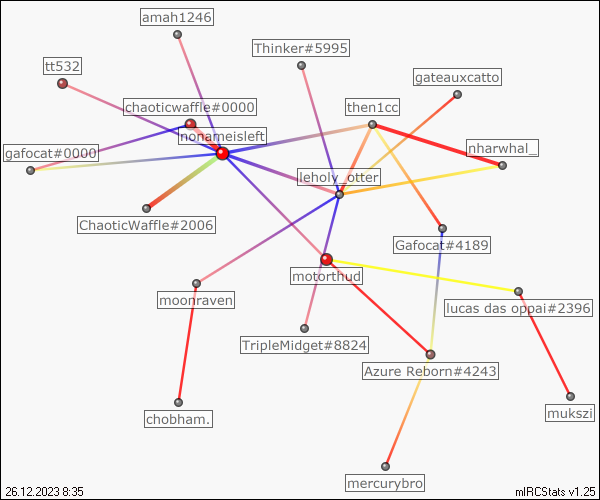 amah1246
Thinker#5995
tt532
gateauxcatto
chaoticwaffle#0000
then1cc
nonameisleft
gafocat#0000
nharwhal_
leholy_otter
ChaoticWaffle#2006
Gafocat#4189
motorthud
moonraven
lucas das oppai#2396
TripleMidget#8824
Azure Reborn#4243
chobham.
mukszi
mercurybro
26.12.2023 8:35
mIRCStats v1.25